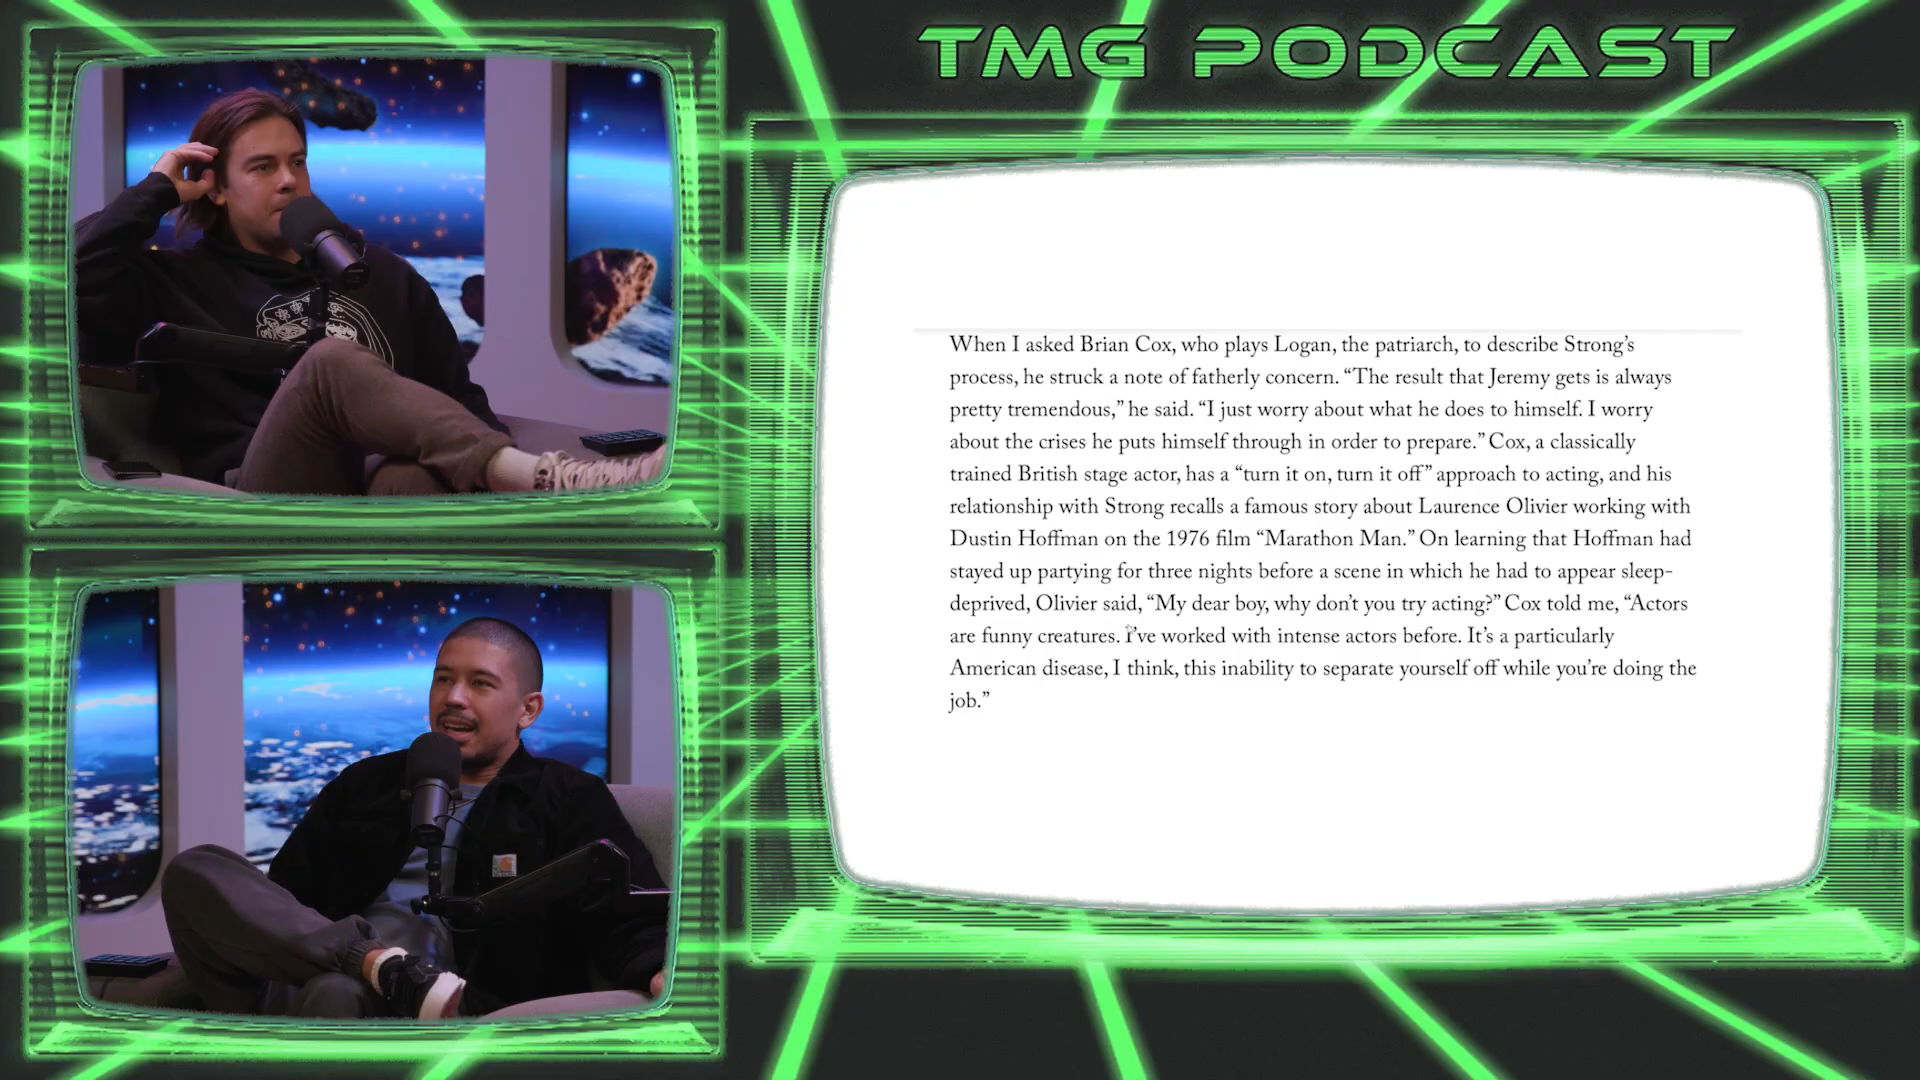 TMG PODCAST
When I asked Brian Cox, who plays Logan, the patriarch, to describe Strong’s
process, he struck a note of fatherly concern. “The result that Jeremy gets is always
pretty tremendous,” he said. “I just worry about what he does to himself. I worry
about the crises he puts himself through in order to prepare.” Cox, a classically
trained British stage actor, has a “turn it on, turn it off” approach to acting, and his
relationship with Strong recalls a famous story about Laurence Olivier working with
Dustin Hoffman on the 1976 film “Marathon Man.” On learning that Hoffman had
stayed up partying for three nights before a scene in which he had to appear sleep-
deprived, Olivier said, “My dear boy, why don’t you try acting?” Cox told me, “Actors
are funny creatures. I’ve worked with intense actors before. It’s a particularly
American disease, I think, this inability to separate yourself off while you’re doing the
job.”